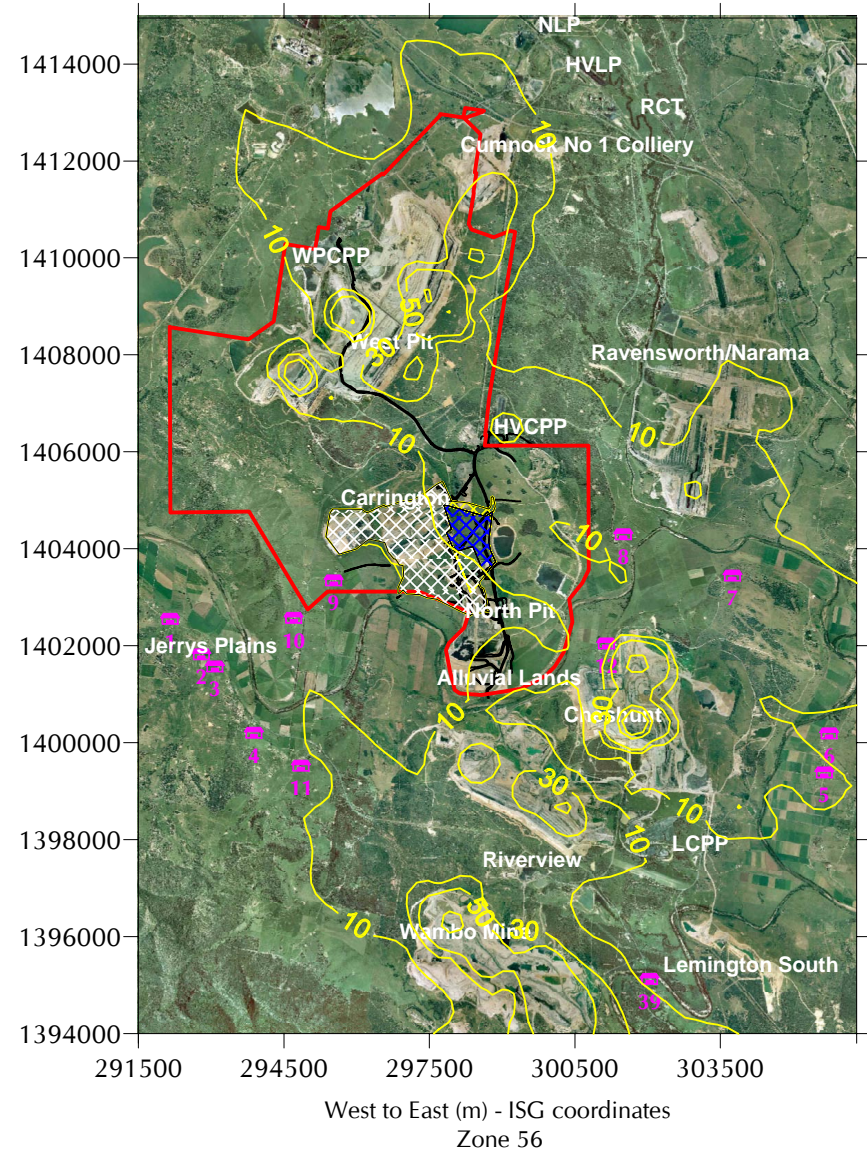 NLP
1414000
HVLP
RCT
10
Cumnock No 1 Colliery
1412000
10
WPCPP
1410000
50
West Pit
30
1408000
Ravensworth/Narama
10
HVCPP
10
1406000
Carrington
10
8
1404000
7
9
North Pit
10
1402000
Jerrys Plains
2
3
Alluvial Lands
10
Cheshunt
1400000
4
11
5
30
10
10
1398000
LCPP
Riverview
10
50
30
1396000
Wambo Mine
Lemington South
39
1394000
291500 294500 297500 300500 303500
West to East (m) - ISG coordinates
Zone 56